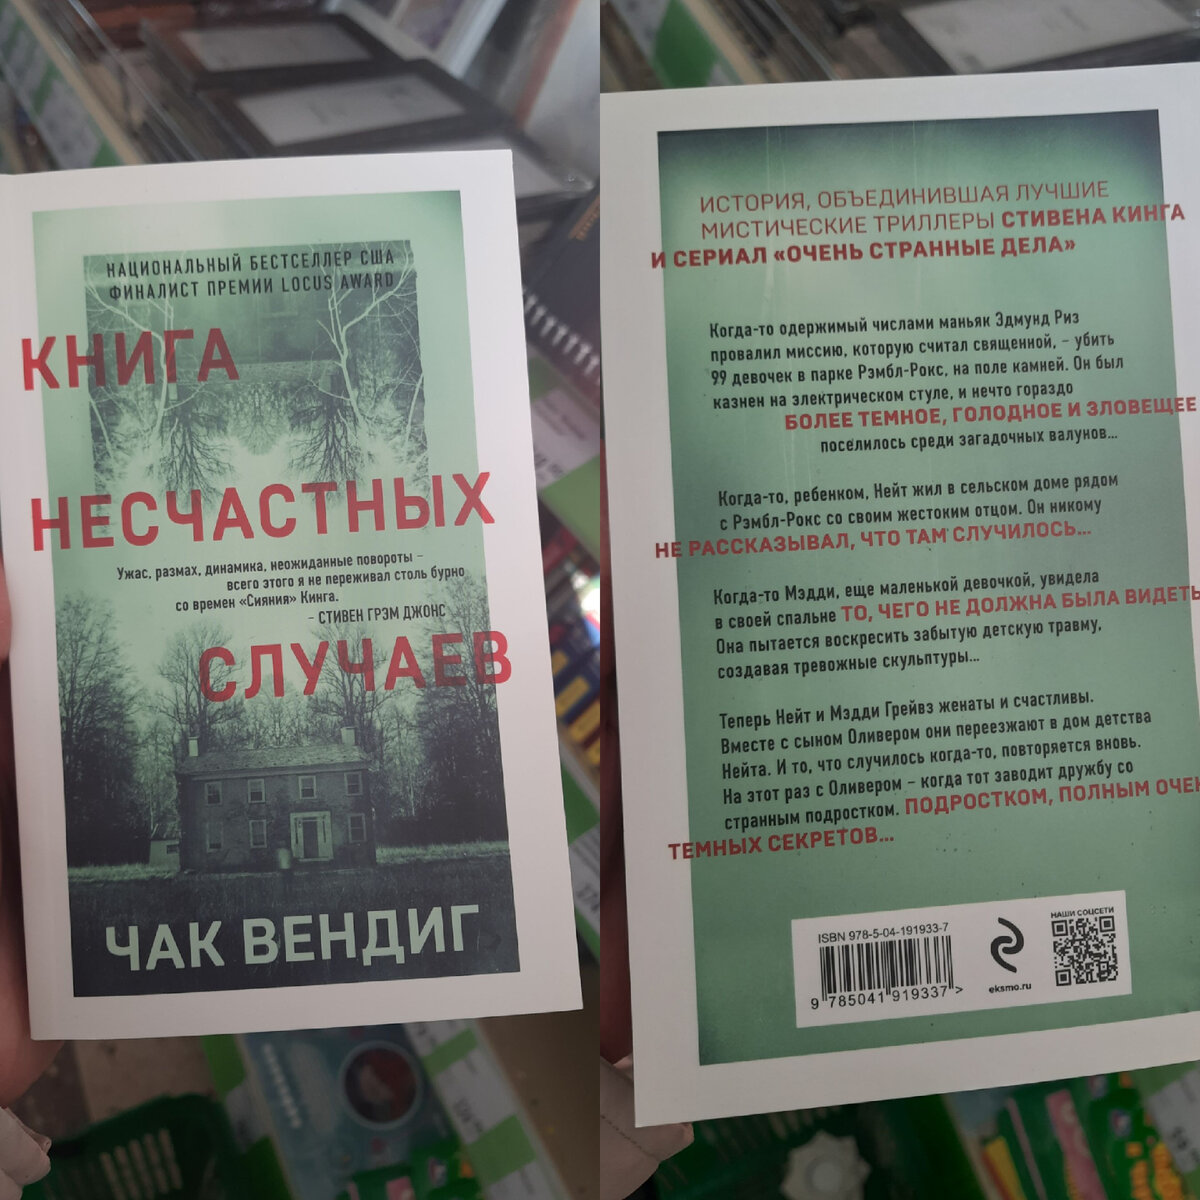 НАЦИОНАЛЬНЫЙ БЕСТСЕЛЛЕР США
ФИНАЛИСТ ПРЕМИИ LOCUS AWARD
КНИГА
НЕСЧАСТНЫХ
Ужас, размах, динамика, неожиданные повороты –
всего этого я не переживал столь бурно
со времен «Сияния» Кинга.
– СТИВЕН ГРЭМ ДЖОНС
СЛУЧАЕВ
ЧАК ВЕНДИГ
ИСТОРИЯ, ОБЪЕДИНИВШАЯ ЛУЧШИЕ
МИСТИЧЕСКИЕ ТРИЛЛЕРЫ СТИВЕНА КИНГА
И СЕРИАЛ «ОЧЕНЬ СТРАННЫЕ ДЕЛА»
Когда-то одержимый числами маньяк Эдмунд Риз
провалил миссию, которую считал священной, – убить
99 девочек в парке Рэмбл-Рокс, на поле камней. Он был
казнен на электрическом стуле, и нечто гораздо
БОЛЕЕ ТЕМНОЕ, ГОЛОДНОЕ И ЗЛОВЕЩЕЕ
поселилось среди загадочных валунов...
Когда-то, ребенком, Нейт жил в сельском доме рядом
с Рэмбл-Рокс со своим жестоким отцом. Он никому
НЕ РАССКАЗЫВАЛ, ЧТО ТАМ СЛУЧИЛОСЬ...
Когда-то Мэдди, еще маленькой девочкой, увидела
в своей спальне ТО, ЧЕГО НЕ ДОЛЖНА БЫЛА ВИДЕТЬ
Она пытается воскресить забытую детскую травму,
создавая тревожные скульптуры...
Теперь Нейт и Мэдди Грейвз женаты и счастливы.
Вместе с сыном Оливером они переезжают в дом детства
Нейта. И то, что случилось когда-то, повторяется вновь.
На этот раз с Оливером – когда тот заводит дружбу со
странным подростком. ПОДРОСТКОМ, ПОЛНЫМ ОЧЕН
ТЕМНЫХ СЕКРЕТОВ...
ISBN 978-5-04-191933-7
9 785041 919337 >
eksmo.ru
НАШИ СОЦСЕТИ